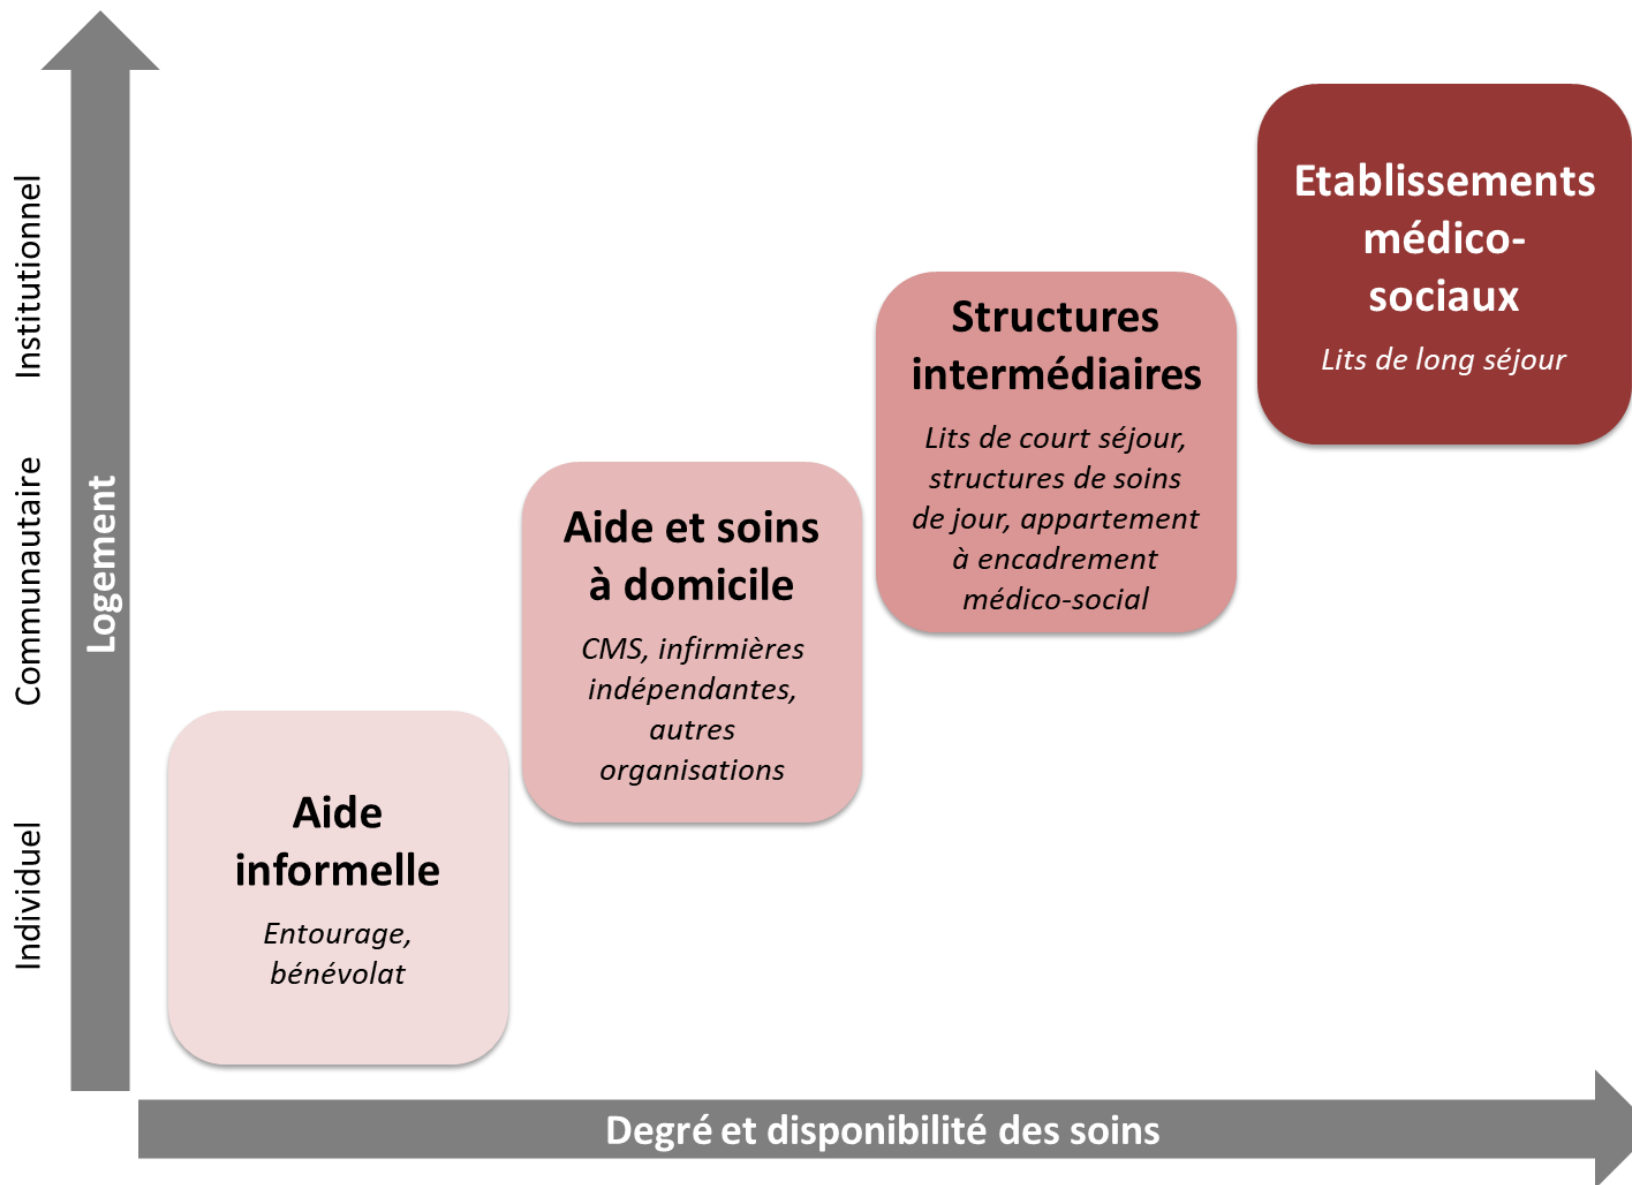 Institutionnel
Communautaire
Individuel
Logement
Etablissements
médico-
sociaux
Lits de long séjour
Structures
intermédiaires
Lits de court séjour,
structures de soins
de jour, appartement
à encadrement
médico-social
Aide et soins
à domicile
CMS, infirmières
indépendantes,
autres
organisations
Aide
informelle
Entourage,
bénévolat
Degré et disponibilité des soins